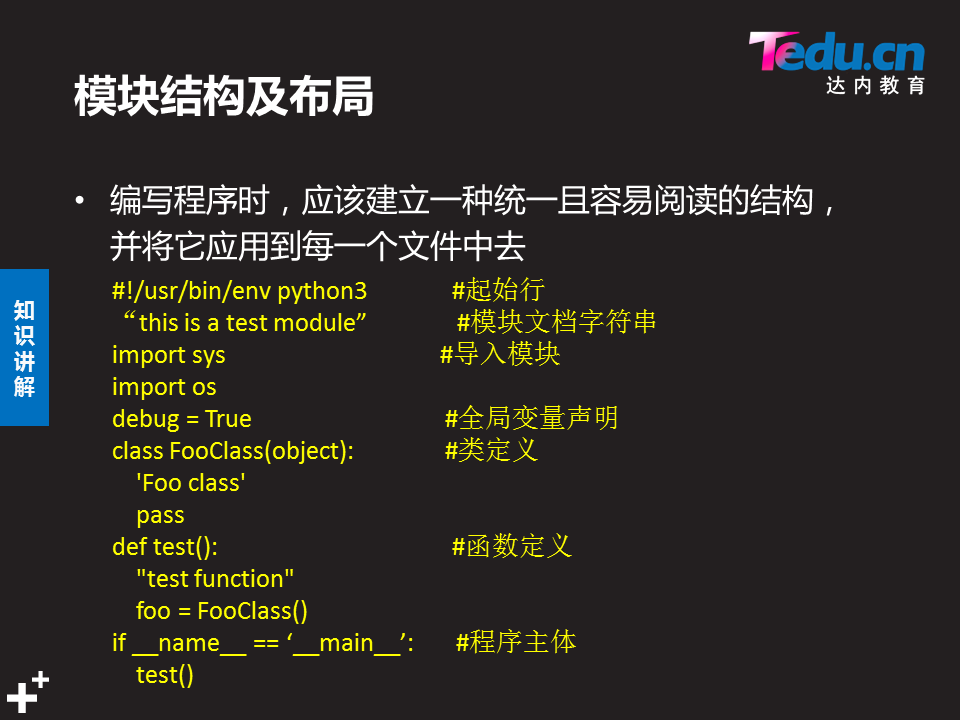 Tedu.cn
达内教育
模块结构及布局
• 编写程序时，应该建立一种统一且容易阅读的结构，
并将它应用到每一个文件中去
知识讲解
#!/usr/bin/env python3 #起始行
“this is a test module” #模块文档字符串
import sys #导入模块
import os
debug = True #全局变量声明
class FooClass(object): #类定义
'Foo class'
pass
def test(): #函数定义
"test function"
foo = FooClass()
if __name__ == ‘__main__’: #程序主体
test()